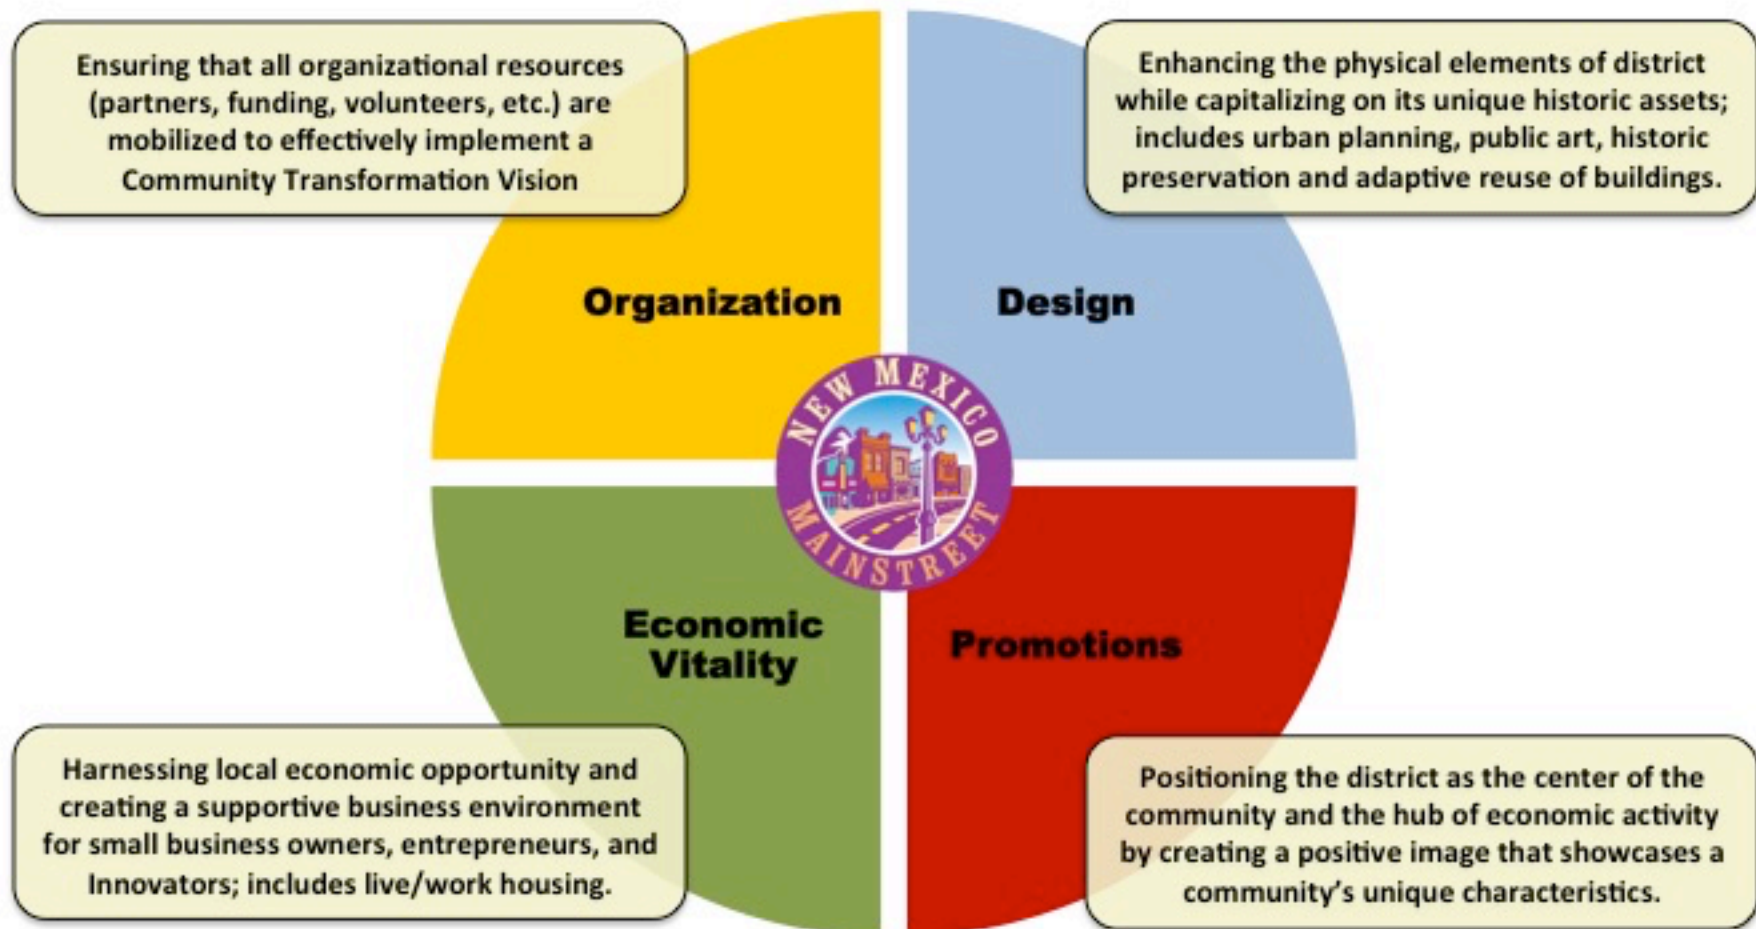 Ensuring that all organizational resources
(partners, funding, volunteers, etc.) are
mobilized to effectively implement a
Community Transformation Vision
Enhancing the physical elements of district
while capitalizing on its unique historic assets;
includes urban planning, public art, historic
preservation and adaptive reuse of buildings.
Organization
Design
NEW MEXICO
MAINSTREET
Economic
Vitality
Promotions
Harnessing local economic opportunity and
creating a supportive business environment
for small business owners, entrepreneurs, and
Innovators; includes live/work housing.
Positioning the district as the center of the
community and the hub of economic activity
by creating a positive image that showcases a
community's unique characteristics.